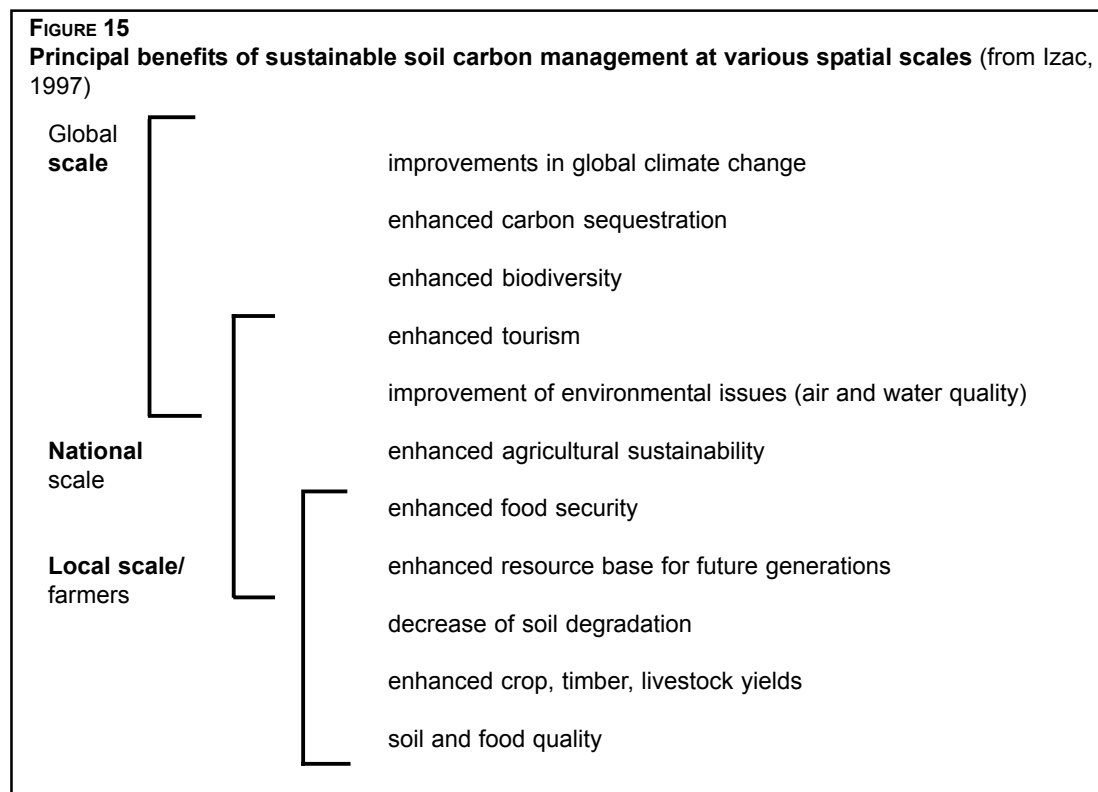 FIGURE 15
Principal benefits of sustainable soil carbon management at various spatial scales (from Izac,
1997)
Global
scale
improvements in global climate change
enhanced carbon sequestration
enhanced biodiversity
enhanced tourism
improvement of environmental issues (air and water quality)
National
scale
enhanced agricultural sustainability
enhanced food security
Local scale/
farmers
enhanced resource base for future generations
decrease of soil degradation
enhanced crop, timber, livestock yields
soil and food quality